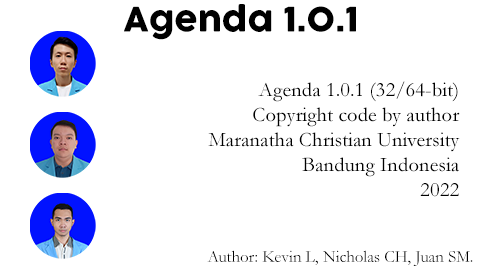 Agenda 1.0.1
Agenda 1.0.1 (32/64-bit)
Copyright code by author
Maranatha Christian University
Bandung Indonesia
2022
Author: Kevin L, Nicholas CH, Juan SM.